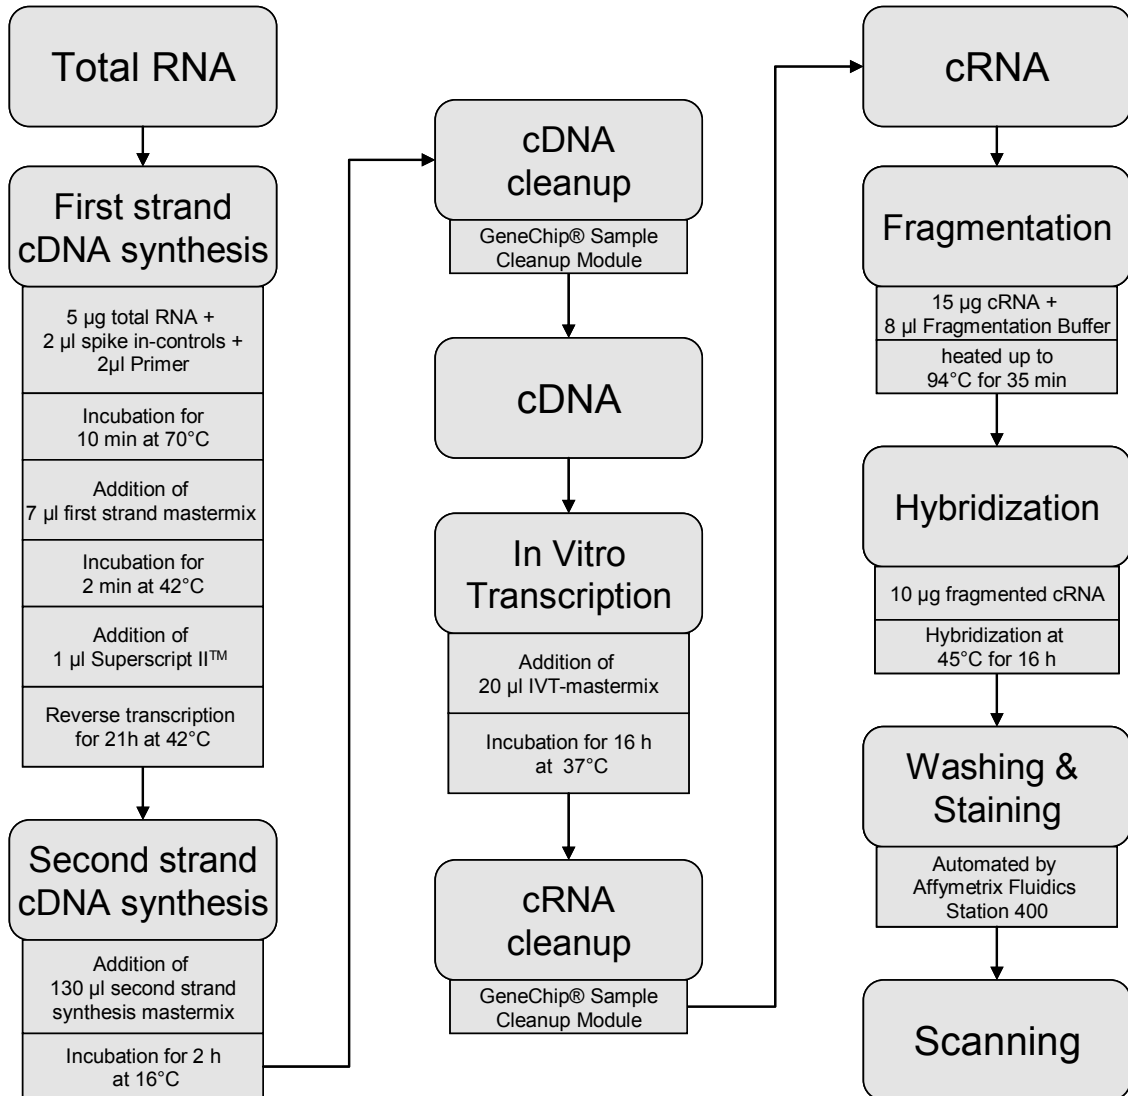 Total RNA
First strand
cDNA synthesis
5 µg total RNA +
2 µl spike in-controls +
2µl Primer
Incubation for
10 min at 70°C
Addition of
7 µl first strand mastermix
Incubation for
2 min at 42°C
Addition of
1 µl Superscript II™
Reverse transcription
for 21h at 42°C
Second strand
cDNA synthesis
Addition of
130 µl second strand
synthesis mastermix
Incubation for 2 h
at 16°C
cDNA
cleanup
GeneChip® Sample
Cleanup Module
cDNA
In Vitro
Transcription
Addition of
20 µl IVT-mastermix
Incubation for 16 h
at 37°C
cRNA
cleanup
GeneChip® Sample
Cleanup Module
cRNA
Fragmentation
15 µg cRNA +
8 µl Fragmentation Buffer
heated up to
94°C for 35 min
Hybridization
10 µg fragmented cRNA
Hybridization at
45°C for 16 h
Washing &
Staining
Automated by
Affymetrix Fluidics
Station 400
Scanning